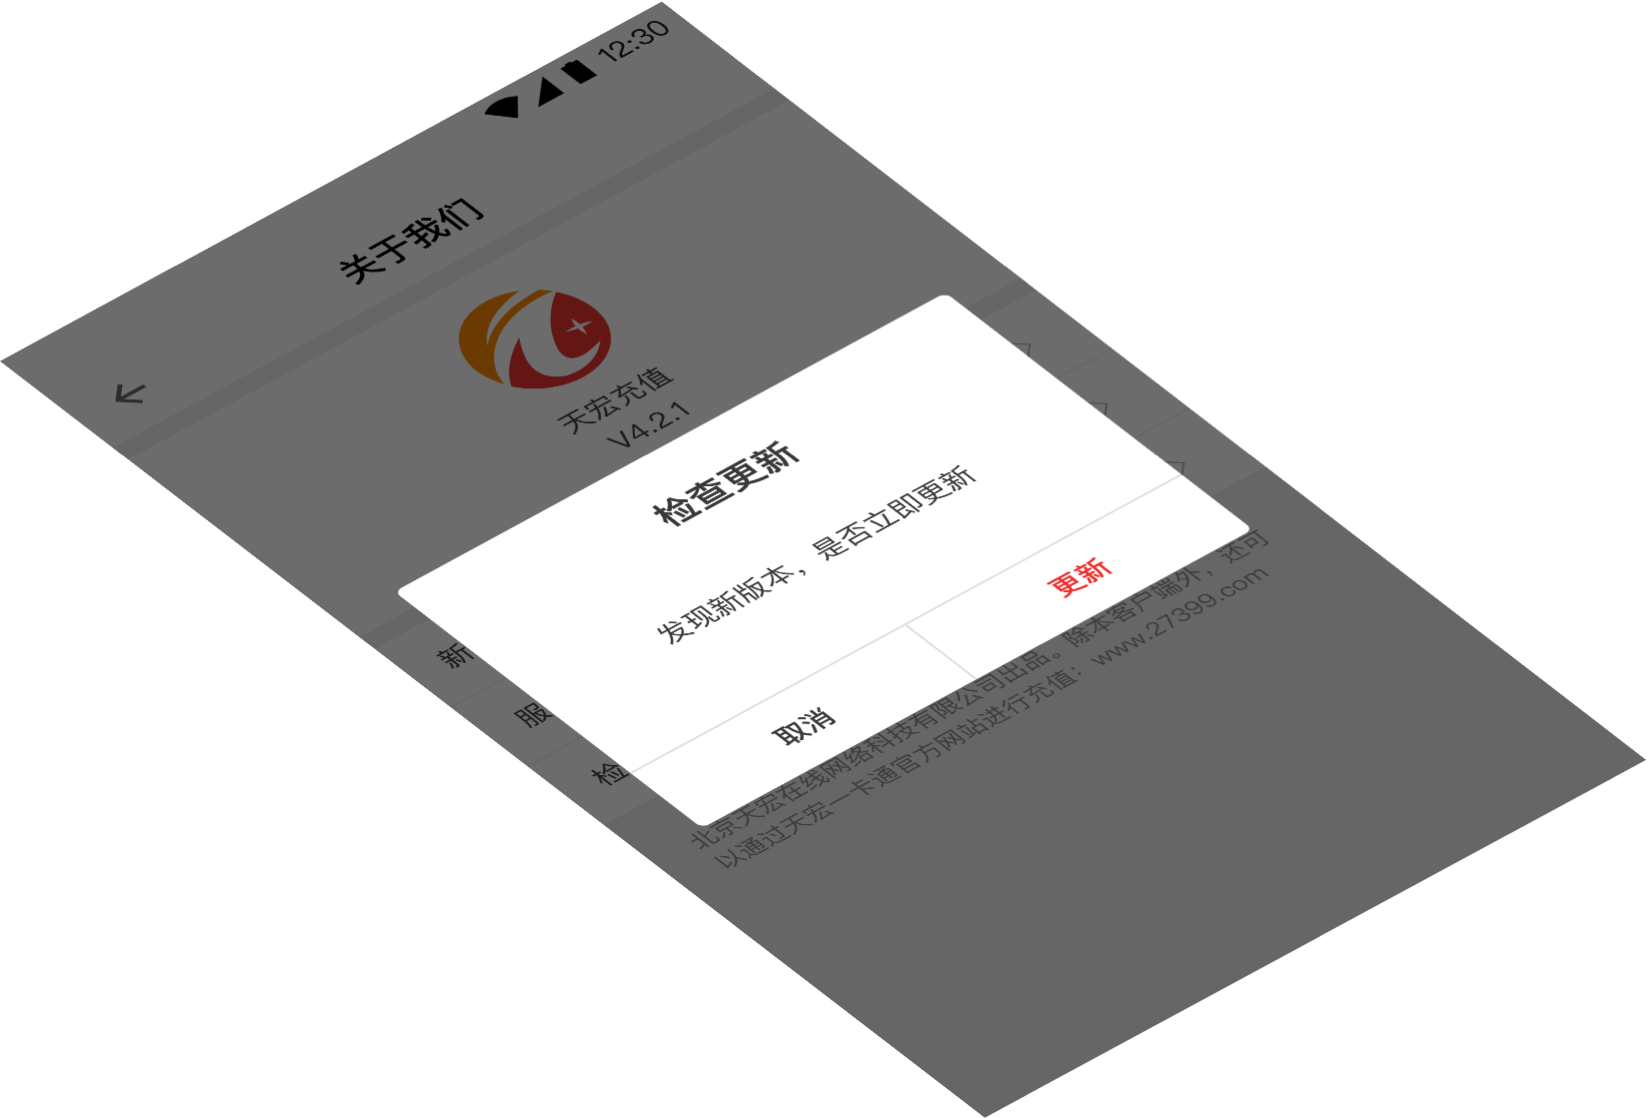 12:30
关于我们
天宏充值
V4.2.1
检查更新
发现新版本，是否立即更新
取消
更新
新
服
检
北京天宏在线网络科技有限公司出品。除本客户端外，还可
以通过天宏一卡通官方网站进行充值：www.27399.com